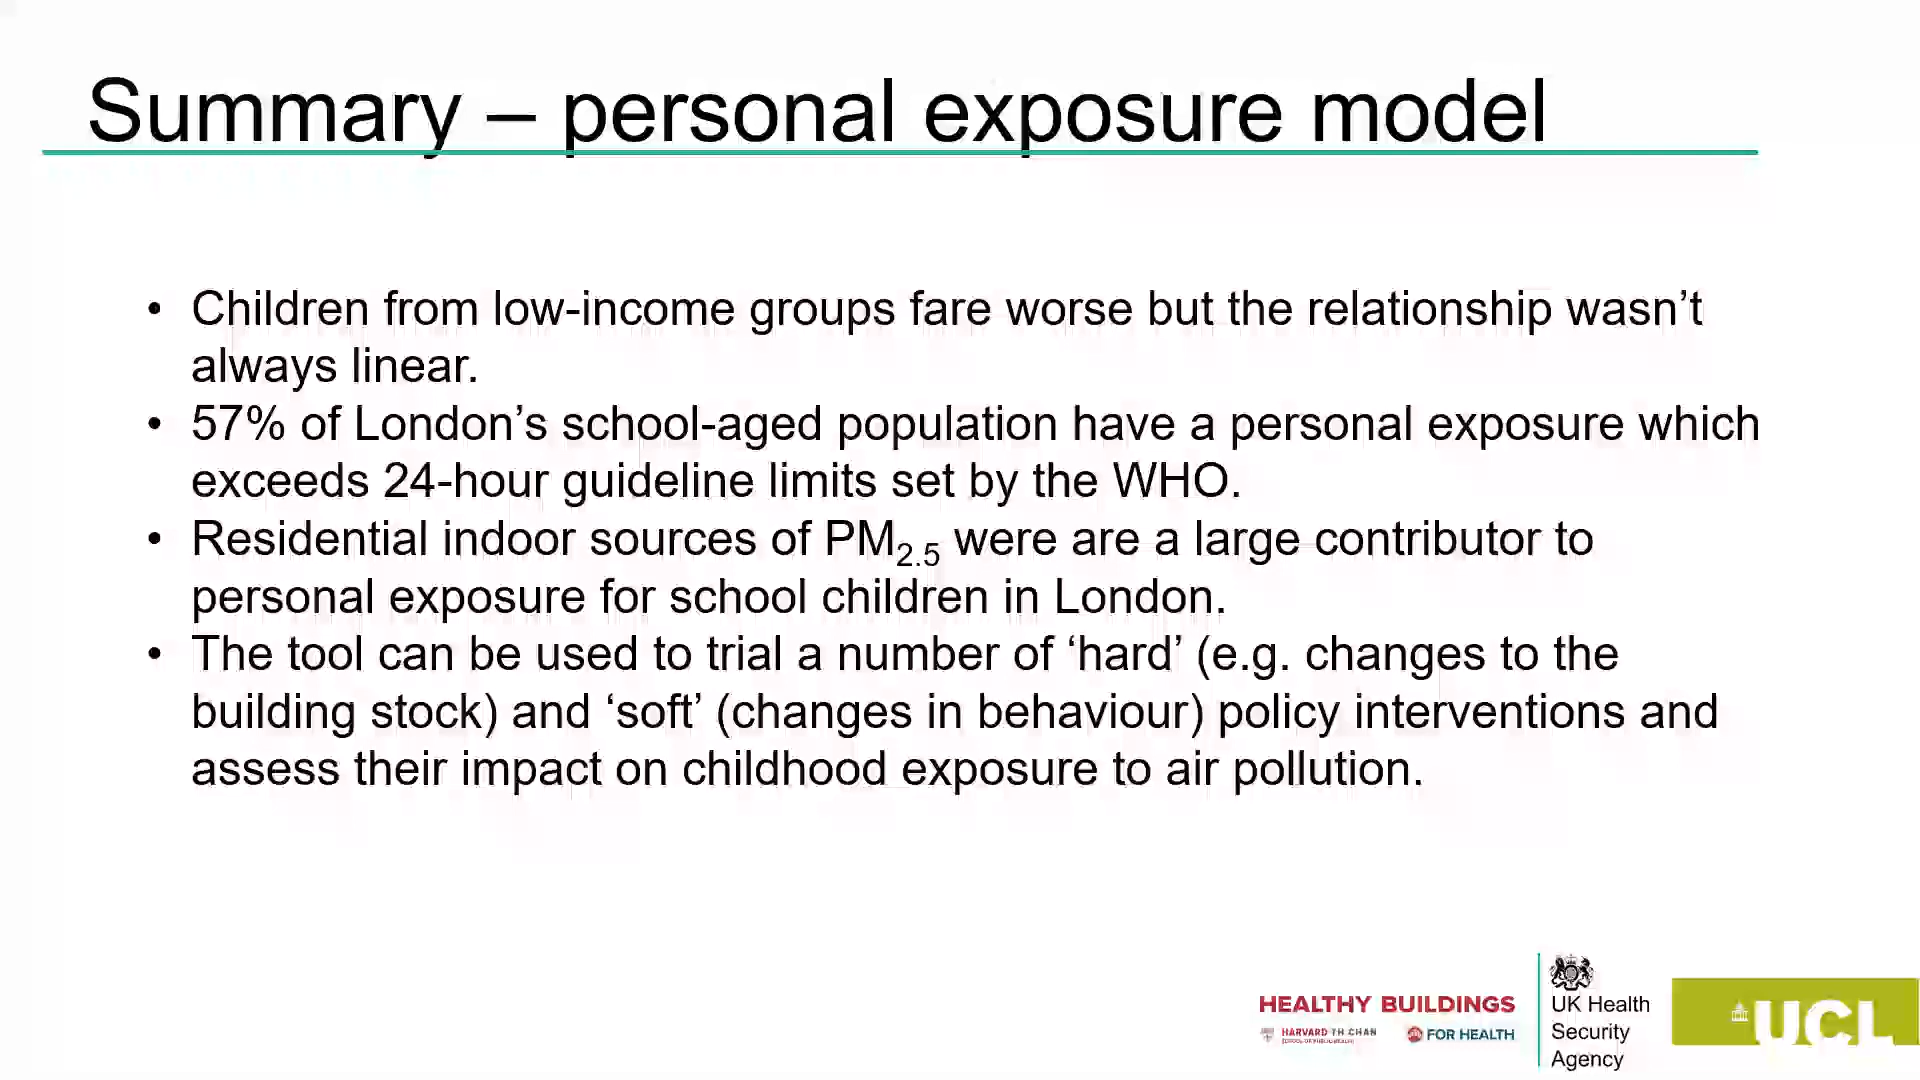 Summary – personal exposure model
• Children from low-income groups fare worse but the relationship wasn’t
always linear.
• 57% of London’s school-aged population have a personal exposure which
exceeds 24-hour guideline limits set by the WHO.
• Residential indoor sources of PM2.5 were are a large contributor to
personal exposure for school children in London.
• The tool can be used to trial a number of ‘hard’ (e.g. changes to the
building stock) and ‘soft’ (changes in behaviour) policy interventions and
assess their impact on childhood exposure to air pollution.
HEALTHY BUILDINGS
HARVARD TH CHAN
SCHOOL OF PUBLIC HEALTH
FOR HEALTH
UK Health
Security
Agency
UCL